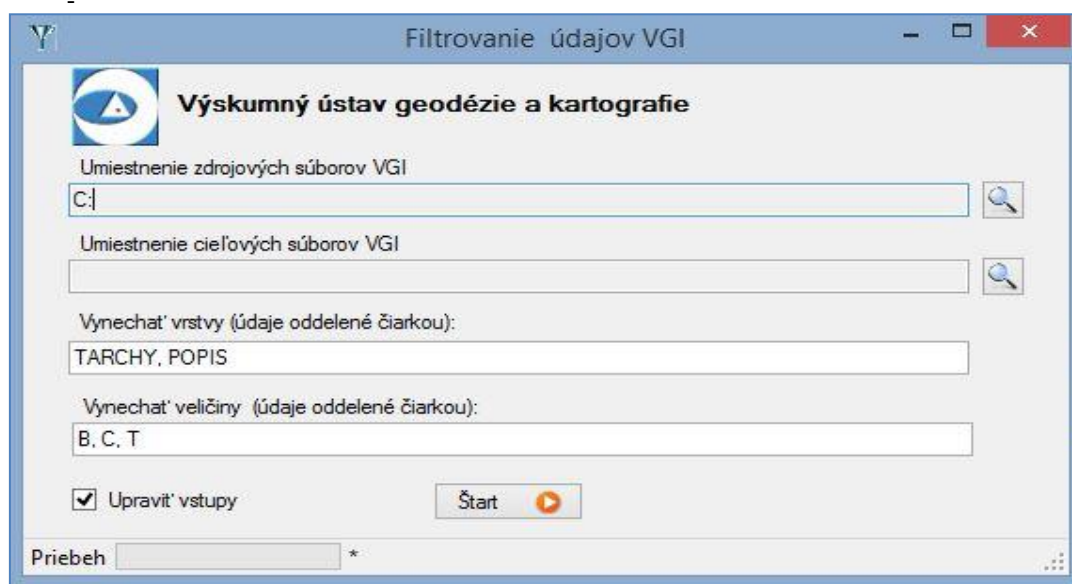 Filtrovanie údajov VGI
Výskumný ústav geodézie a kartografie
Umiestnenie zdrojových súborov VGI
C:
Umiestnenie cieľových súborov VGI
Vynechať vrstvy (údaje oddelené čiarkou):
TARCHY, POPIS
Vynechať veličiny (údaje oddelené čiarkou):
B, C, T
Upraviť vstupy
Štart
Priebeh *